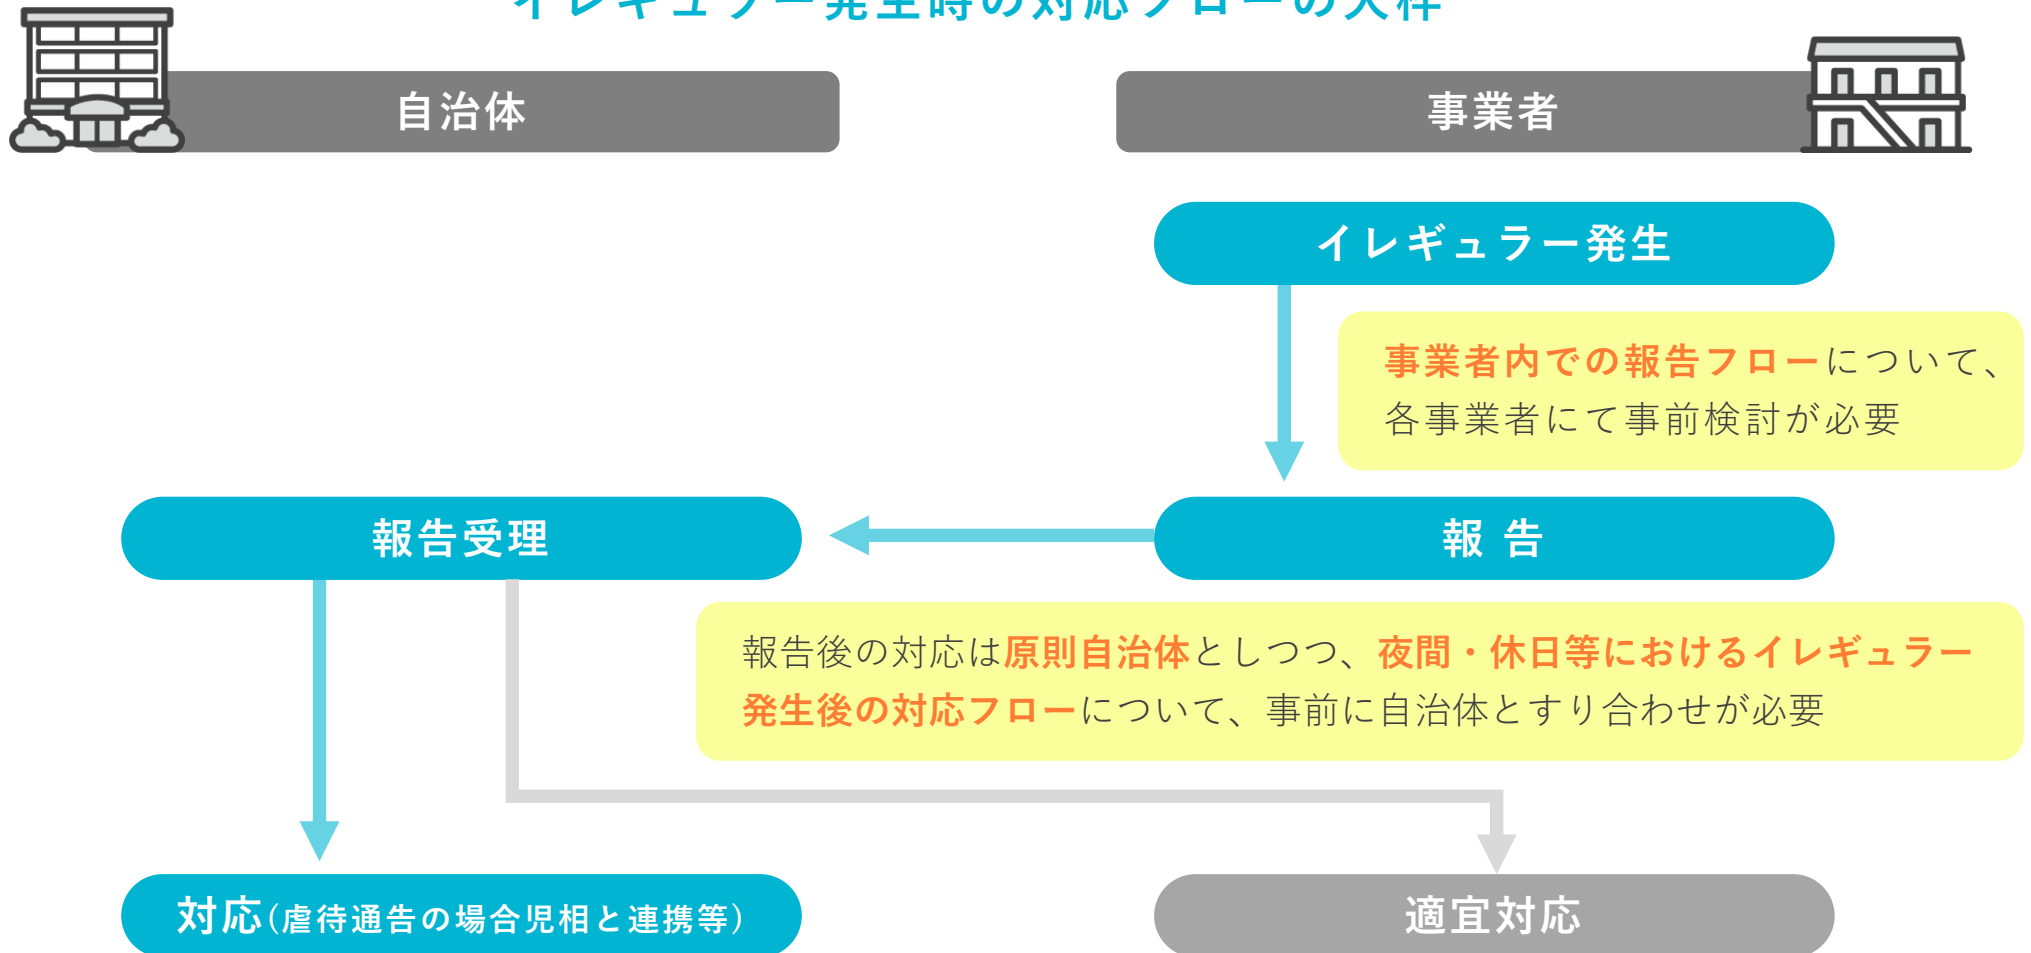 イレギュラー発生時の対応フローの大枠
自治体
事業者
イレギュラー発生
事業者内での報告フローについて、
各事業者にて事前検討が必要
報告受理
報 告
報告後の対応は原則自治体としつつ、夜間・休日等におけるイレギュラー
発生後の対応フローについて、事前に自治体とすり合わせが必要
対応(虐待通告の場合児相と連携等)
適宜対応